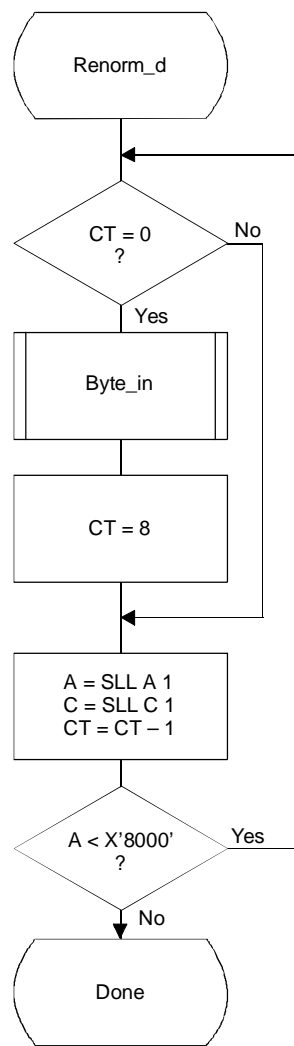 Renorm_d
CT = 0
?
No
Yes
Byte_in
CT = 8
A = SLL A 1
C = SLL C 1
CT = CT – 1
A < X'8000'
?
Yes
No
Done